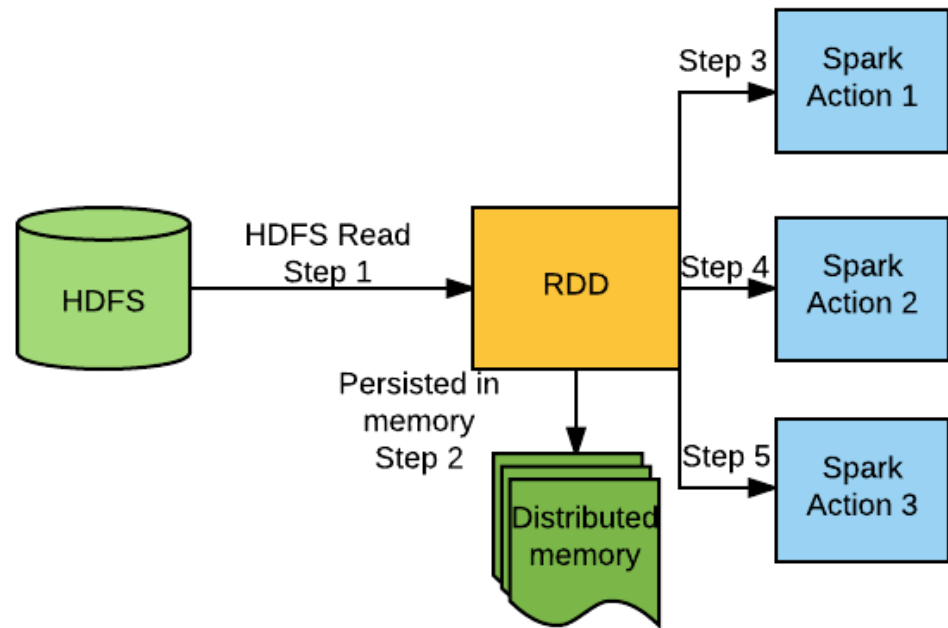 HDFS
HDFS Read
Step 1
RDD
Persisted in
memory
Step 2
Distributed
memory
Step 3
Spark
Action 1
Step 4
Spark
Action 2
Step 5
Spark
Action 3